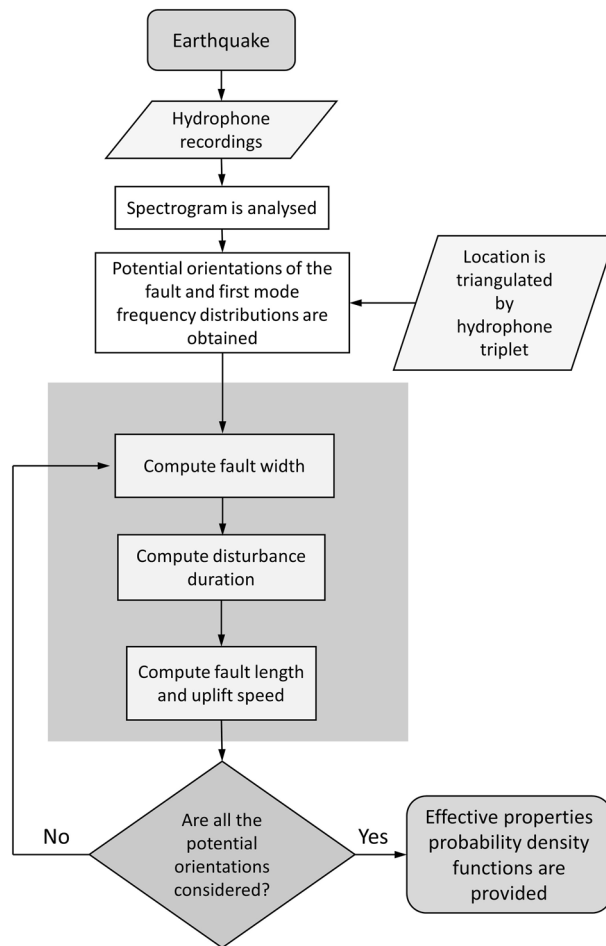 Earthquake
Hydrophone
recordings
Spectrogram is analysed
Potential orientations of the
fault and first mode
frequency distributions are
obtained
Location is
triangulated
by
hydrophone
triplet
Compute fault width
Compute disturbance
duration
Compute fault length
and uplift speed
Are all the
potential
orientations
considered?
No
Yes
Effective properties
probability density
functions are
provided